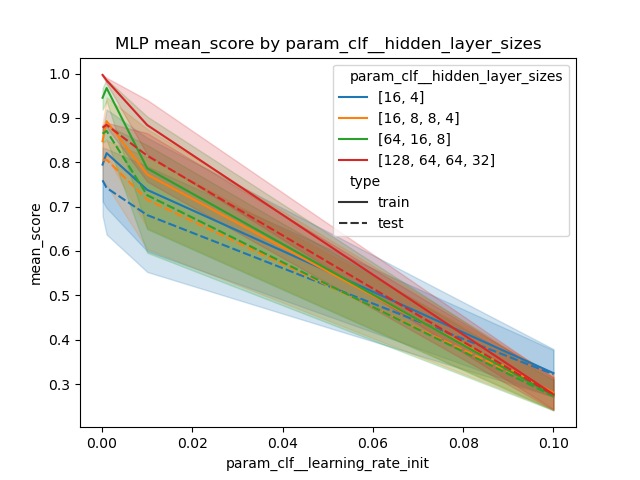 MLP mean_score by param_clf__hidden_layer_sizes
param_clf__hidden_layer_sizes
[16, 4]
[16, 8, 8, 4]
[64, 16, 8]
[128, 64, 64, 32]
type
train
test
mean_score
1.0
0.9
0.8
0.7
0.6
0.5
0.4
0.3
0.00 0.02 0.04 0.06 0.08 0.10
param_clf__learning_rate_init